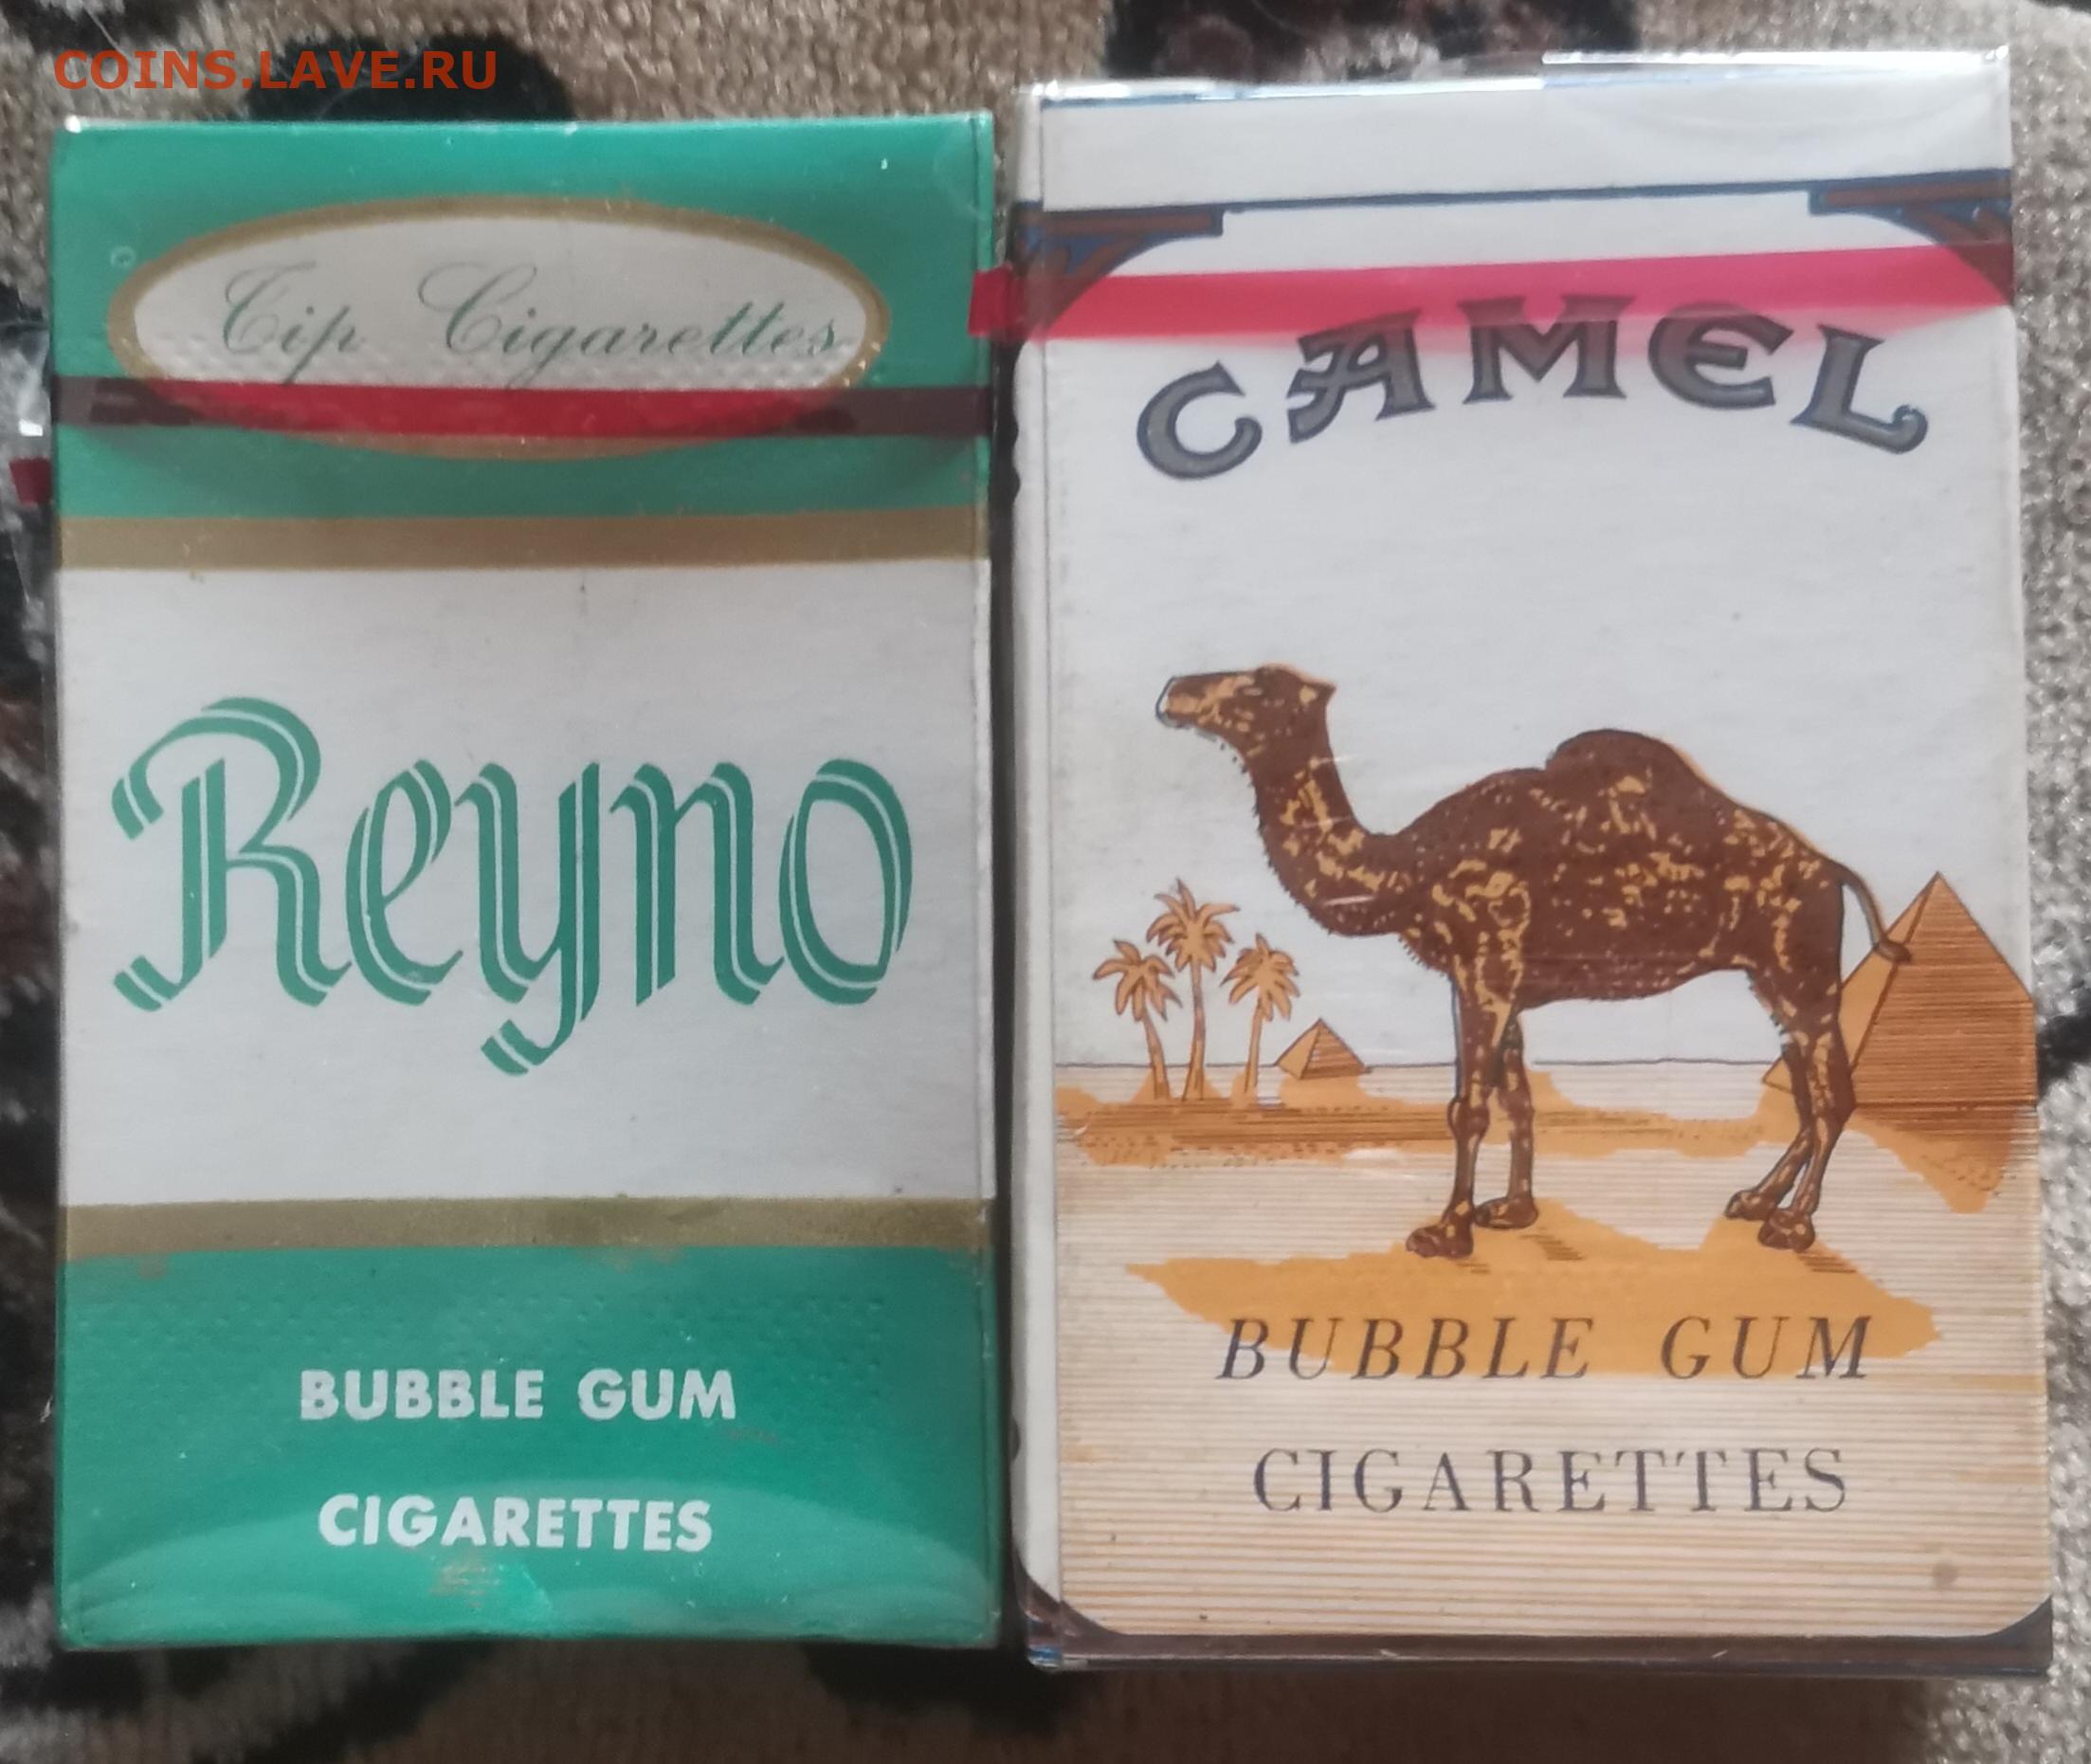 COINS.LAVE.RU
Tip Cigarettes
Reyno
BUBBLE GUM
CIGARETTES
CAMEL
BUBBLE GUM
CIGARETTES